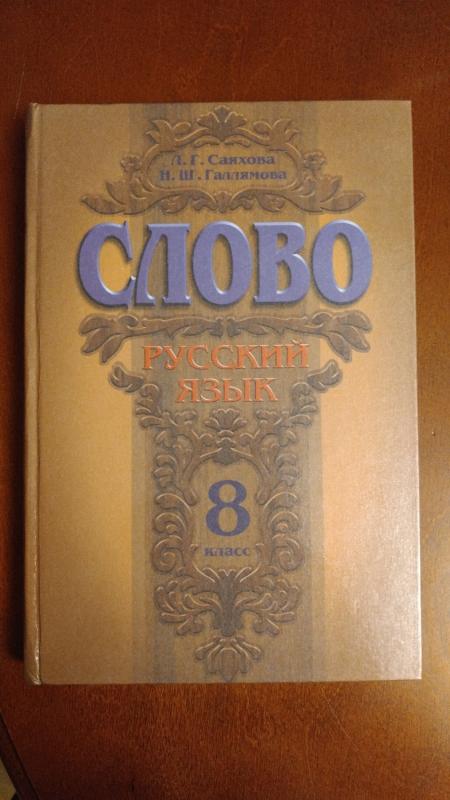 Л. Г. Саяхова
Н. Ш. Галлямова
СЛОВО
РУССКИЙ
ЯЗЫК
8
класс